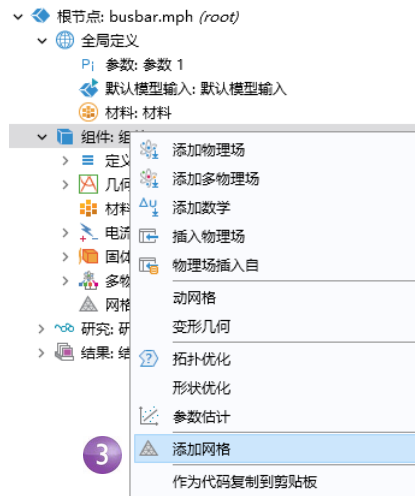 根节点: busbar.mph (root)
全局定义
Pi 参数: 参数 1
默认模型输入: 默认模型输入
材料: 材料
组件: 组
定义
几何
材料
电流
固体
多物
网格
研究: 研
结果: 结
添加物理场
添加多物理场
Δu 添加数学
插入物理场
物理场插入自
动网格
变形几何
拓扑优化
形状优化
参数估计
3 添加网格
作为代码复制到剪贴板